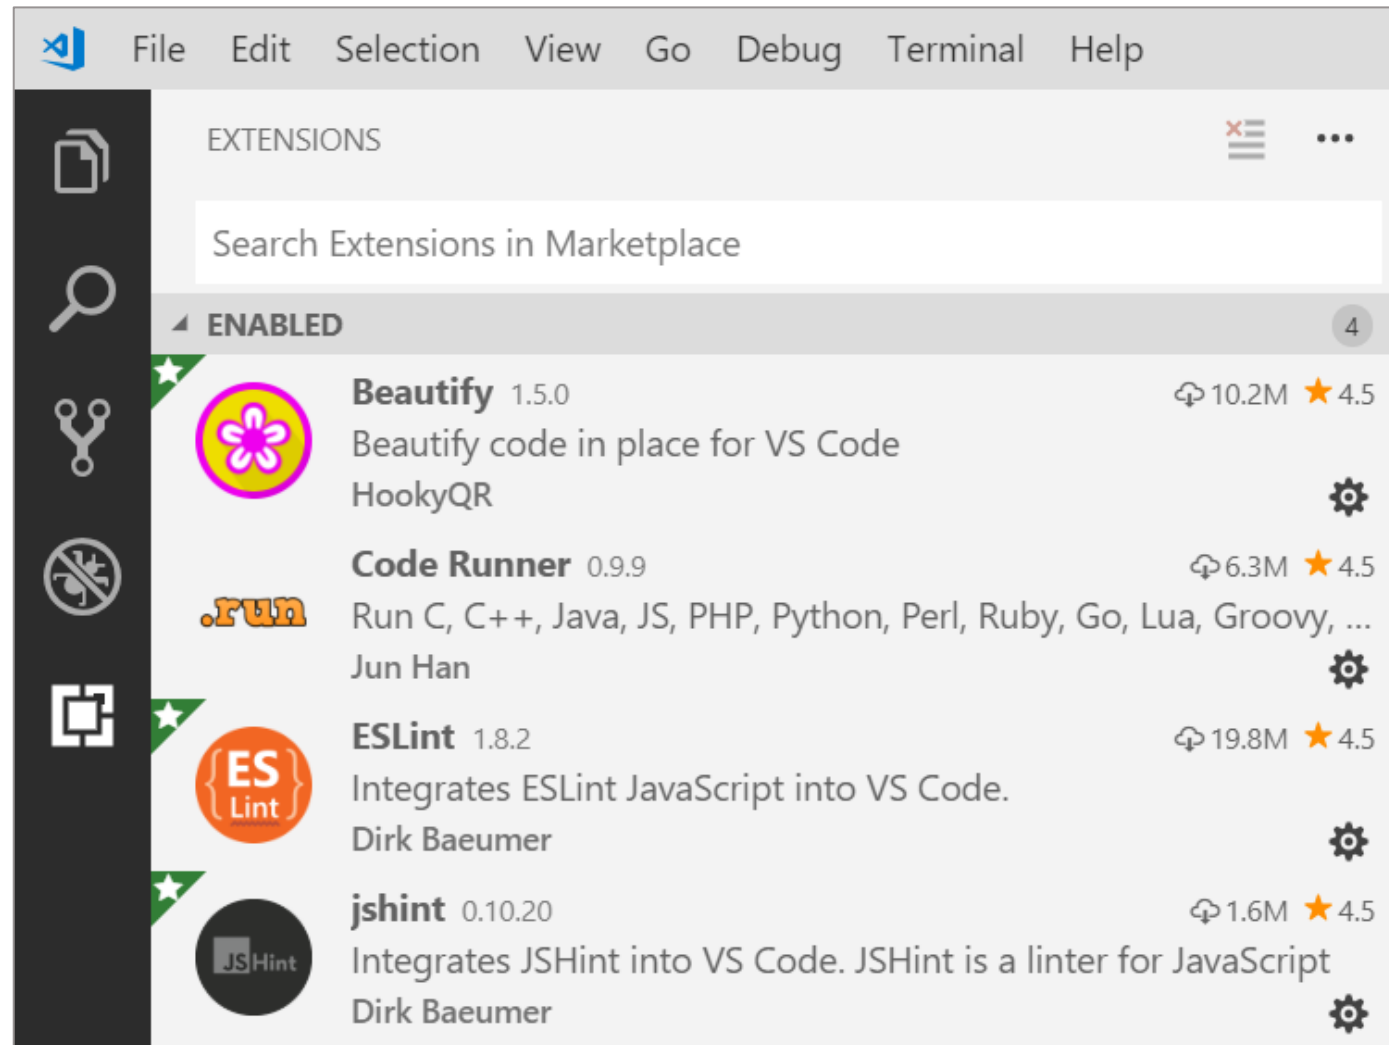 File Edit Selection View Go Debug Terminal Help
EXTENSIONS
Search Extensions in Marketplace
ENABLED 4
Beautify 1.5.0 10.2M 4.5
Beautify code in place for VS Code
HookyQR
Code Runner 0.9.9 6.3M 4.5
.run
Run C, C++, Java, JS, PHP, Python, Perl, Ruby, Go, Lua, Groovy, ...
Jun Han
ESLint 1.8.2 19.8M 4.5
{ES
Lint}
Integrates ESLint JavaScript into VS Code.
Dirk Baeumer
jshint 0.10.20 1.6M 4.5
JSHint
Integrates JSHint into VS Code. JSHint is a linter for JavaScript
Dirk Baeumer